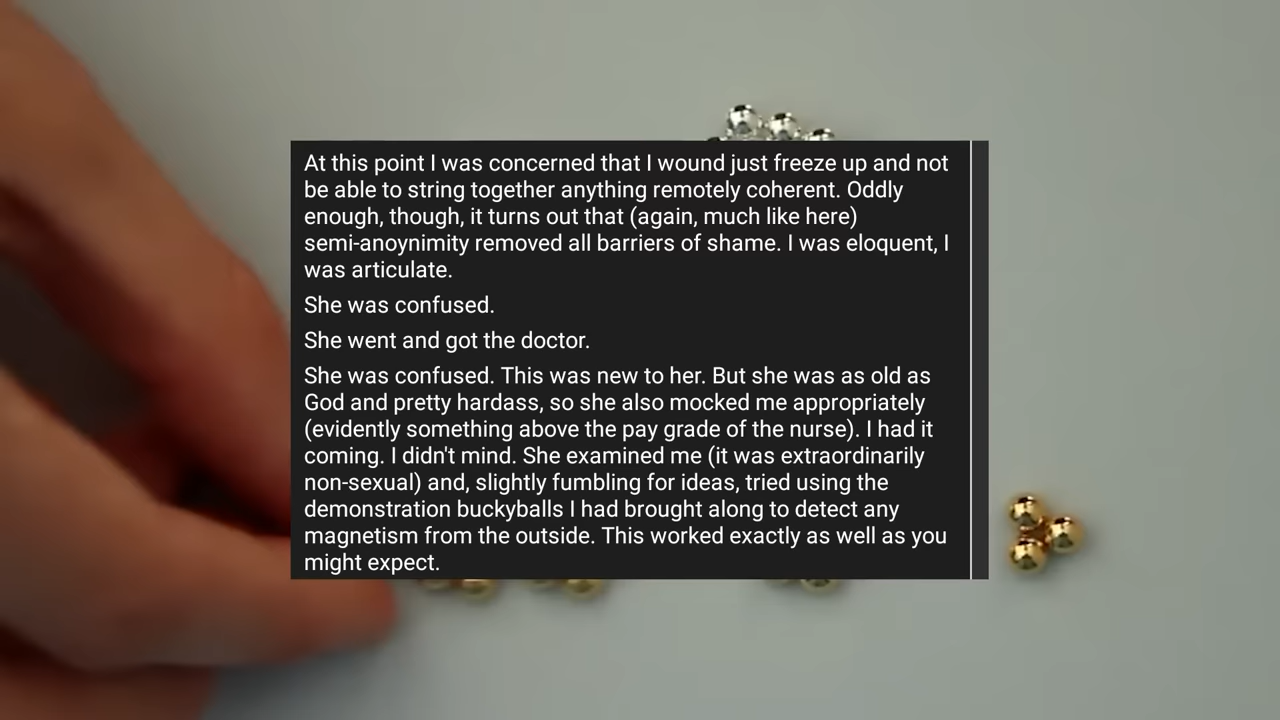 At this point I was concerned that I wound just freeze up and not
be able to string together anything remotely coherent. Oddly
enough, though, it turns out that (again, much like here)
semi-anoynimity removed all barriers of shame. I was eloquent, I
was articulate.
She was confused.
She went and got the doctor.
She was confused. This was new to her. But she was as old as
God and pretty hardass, so she also mocked me appropriately
(evidently something above the pay grade of the nurse). I had it
coming. I didn't mind. She examined me (it was extraordinarily
non-sexual) and, slightly fumbling for ideas, tried using the
demonstration buckyballs I had brought along to detect any
magnetism from the outside. This worked exactly as well as you
might expect.